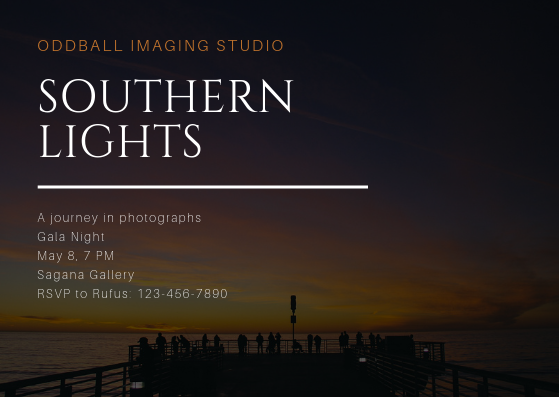 ODDBALL IMAGING STUDIO
SOUTHERN
LIGHTS
A journey in photographs
Gala Night
May 8, 7 PM
Sagana Gallery
RSVP to Rufus: 123-456-7890